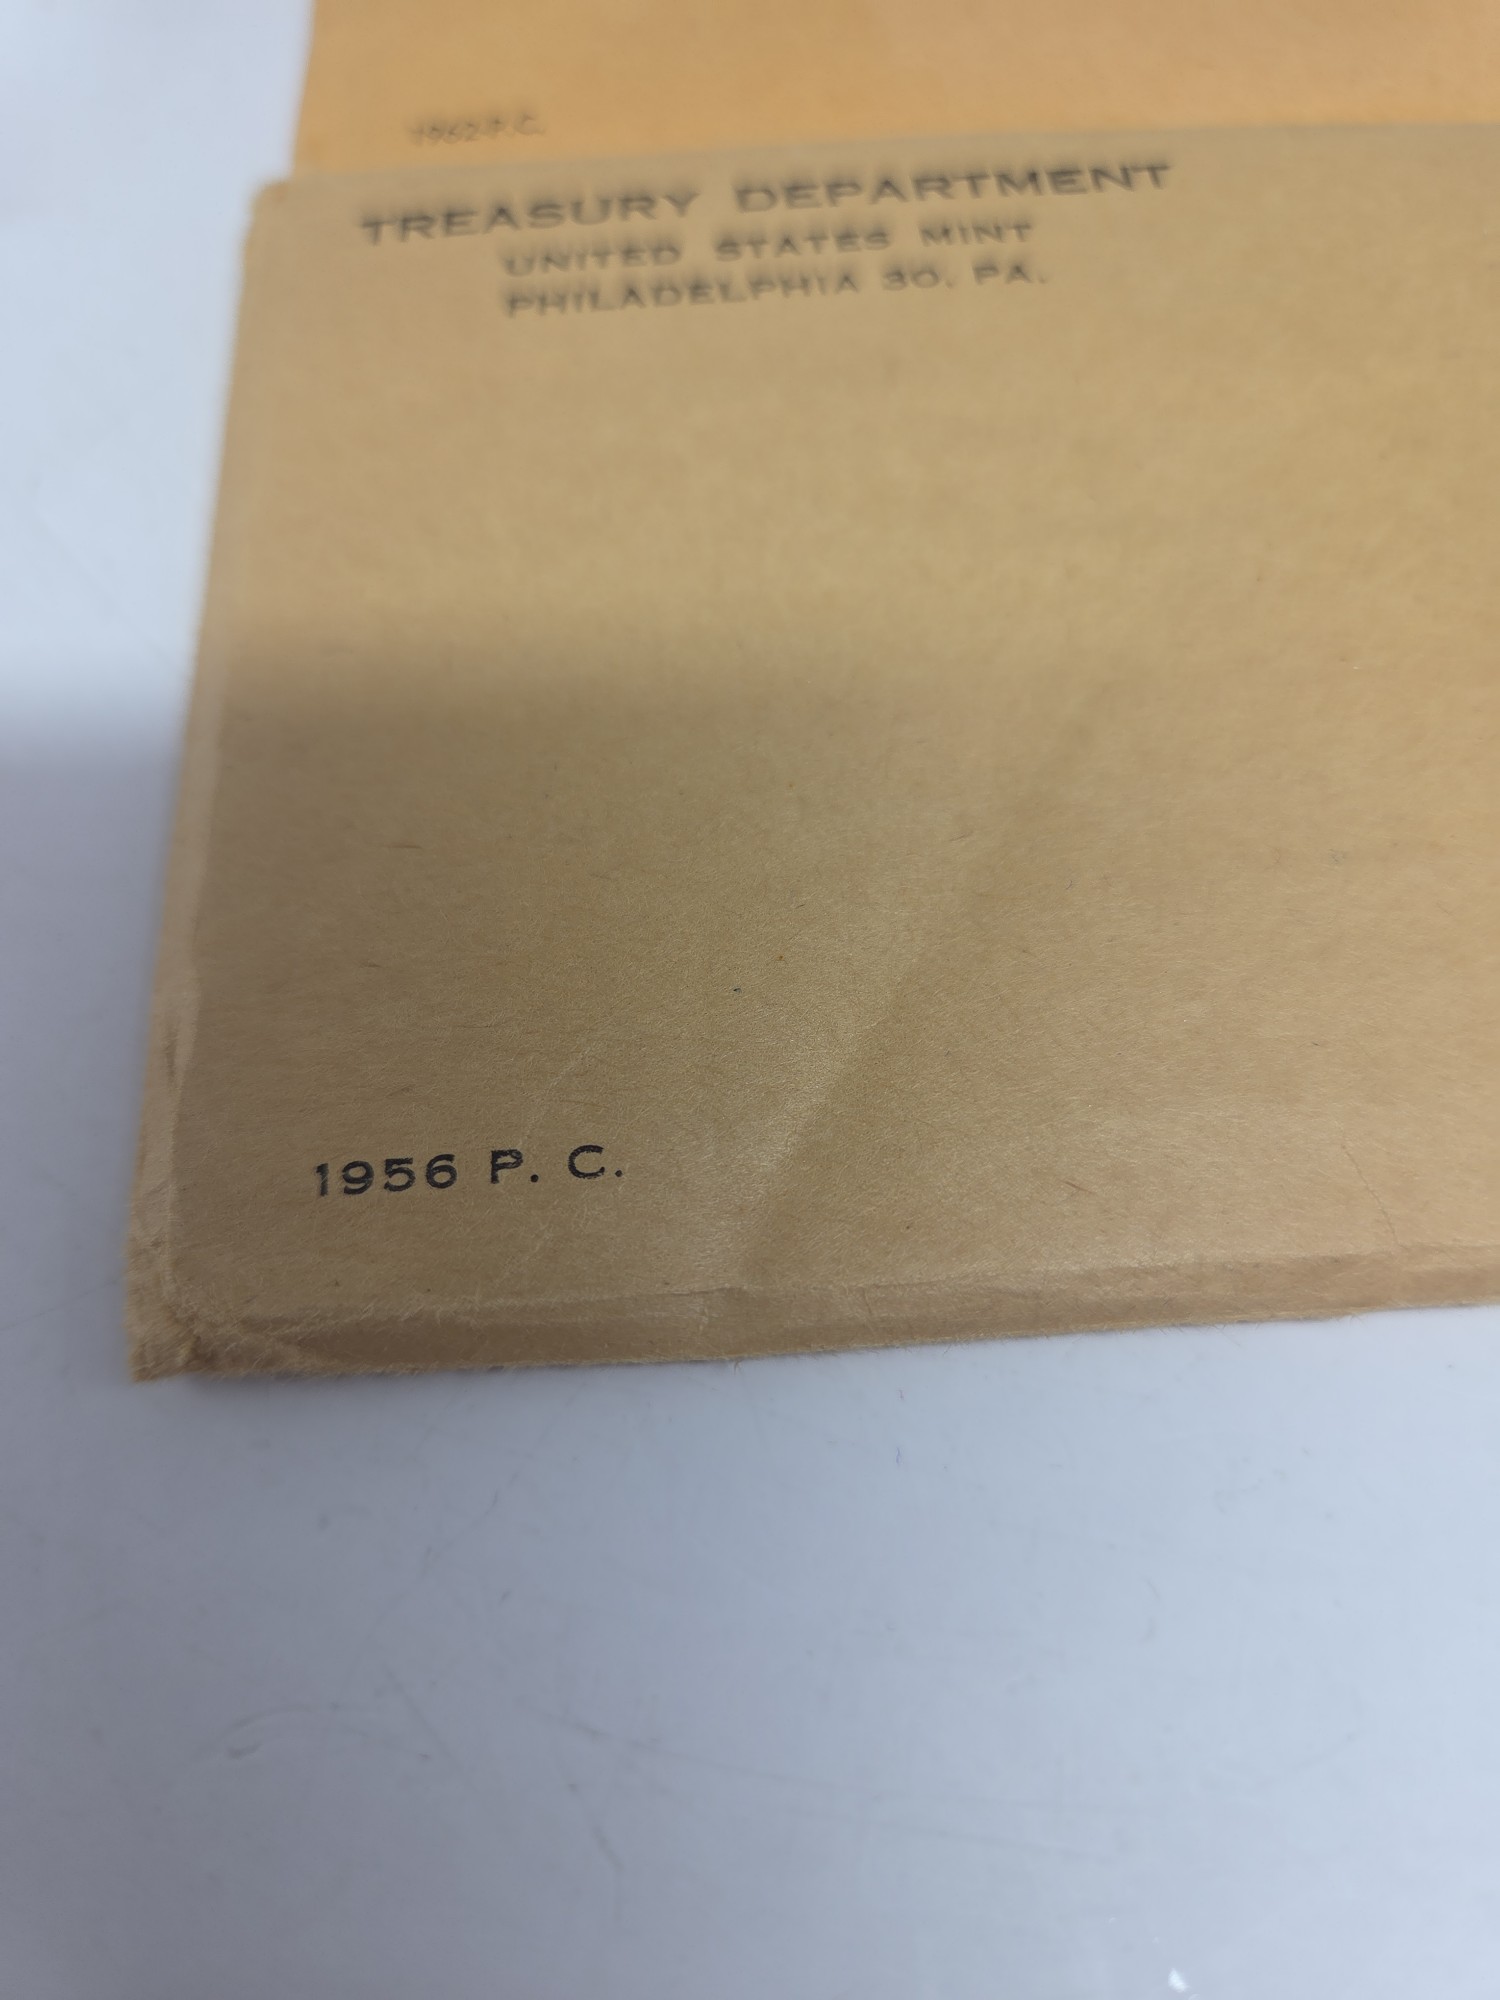 1962 P.C.
TREASURY DEPARTMENT
UNITED STATES MINT
PHILADELPHIA 30, PA.
1956 P. C.